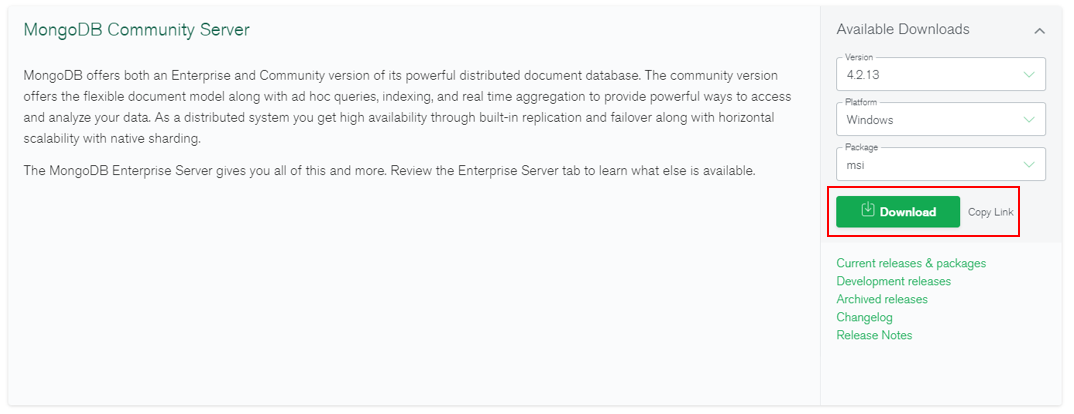 MongoDB Community Server
MongoDB offers both an Enterprise and Community version of its powerful distributed document database. The community version
offers the flexible document model along with ad hoc queries, indexing, and real time aggregation to provide powerful ways to access
and analyze your data. As a distributed system you get high availability through built-in replication and failover along with horizontal
scalability with native sharding.
The MongoDB Enterprise Server gives you all of this and more. Review the Enterprise Server tab to learn what else is available.
Available Downloads
Version
4.2.13
Platform
Windows
Package
msi
Download Copy Link
Current releases & packages
Development releases
Archived releases
Changelog
Release Notes